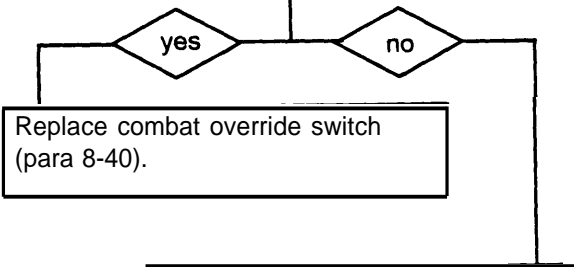 yes
no
Replace combat override switch
(para 8-40).